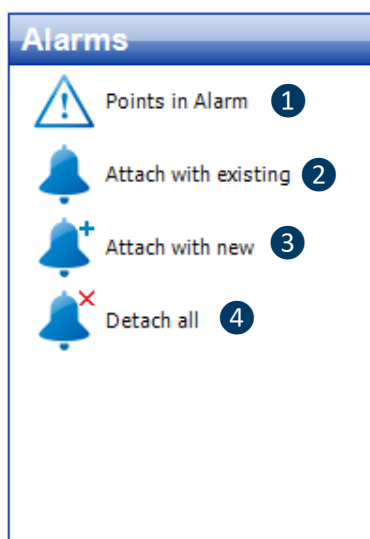 Alarms
Points in Alarm 1
Attach with existing 2
Attach with new 3
Detach all 4